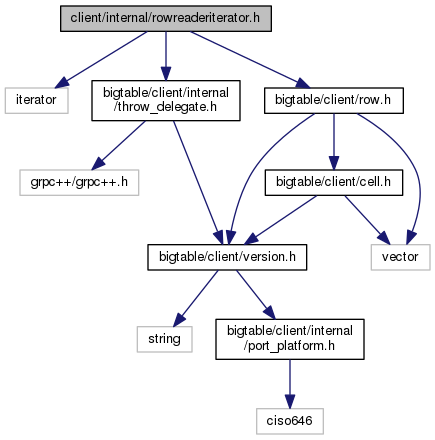 client/internal/rowreaderiterator.h
iterator
bigtable/client/internal
/throw_delegate.h
bigtable/client/row.h
grpc++/grpc++.h
bigtable/client/cell.h
bigtable/client/version.h
vector
string
bigtable/client/internal
/port_platform.h
ciso646